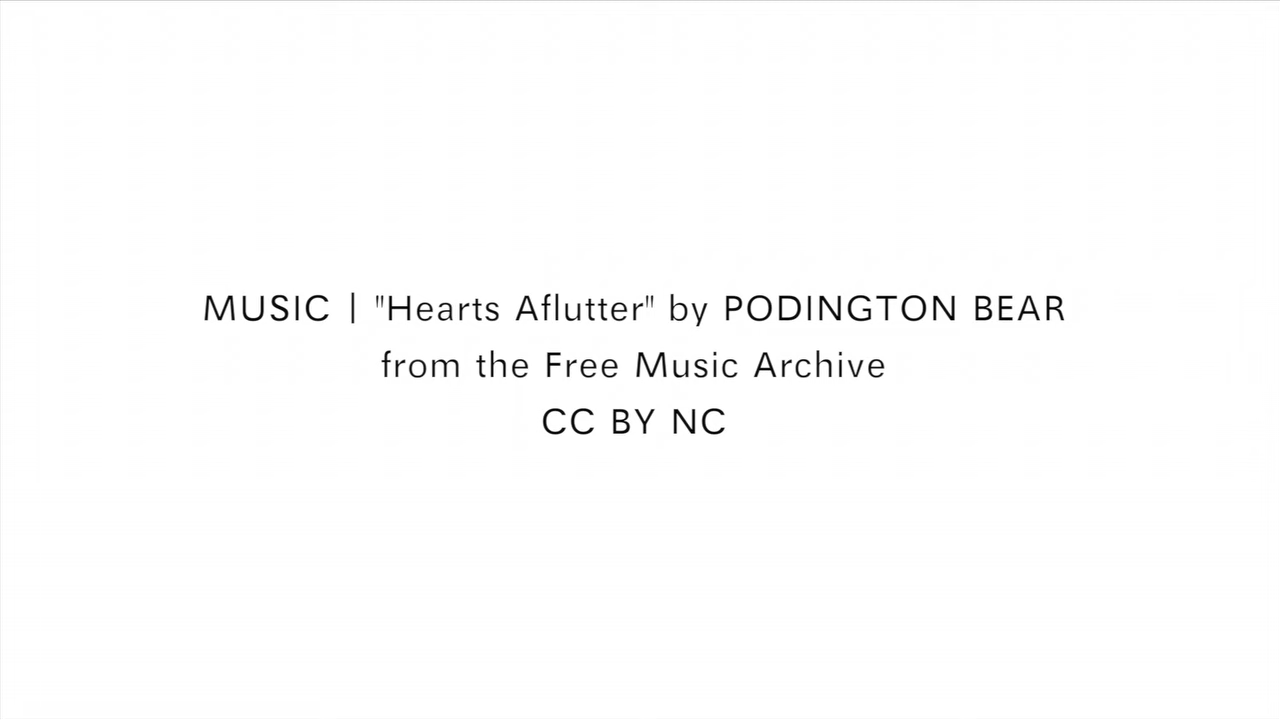 MUSIC | "Hearts Aflutter" by PODINGTON BEAR
from the Free Music Archive
CC BY NC